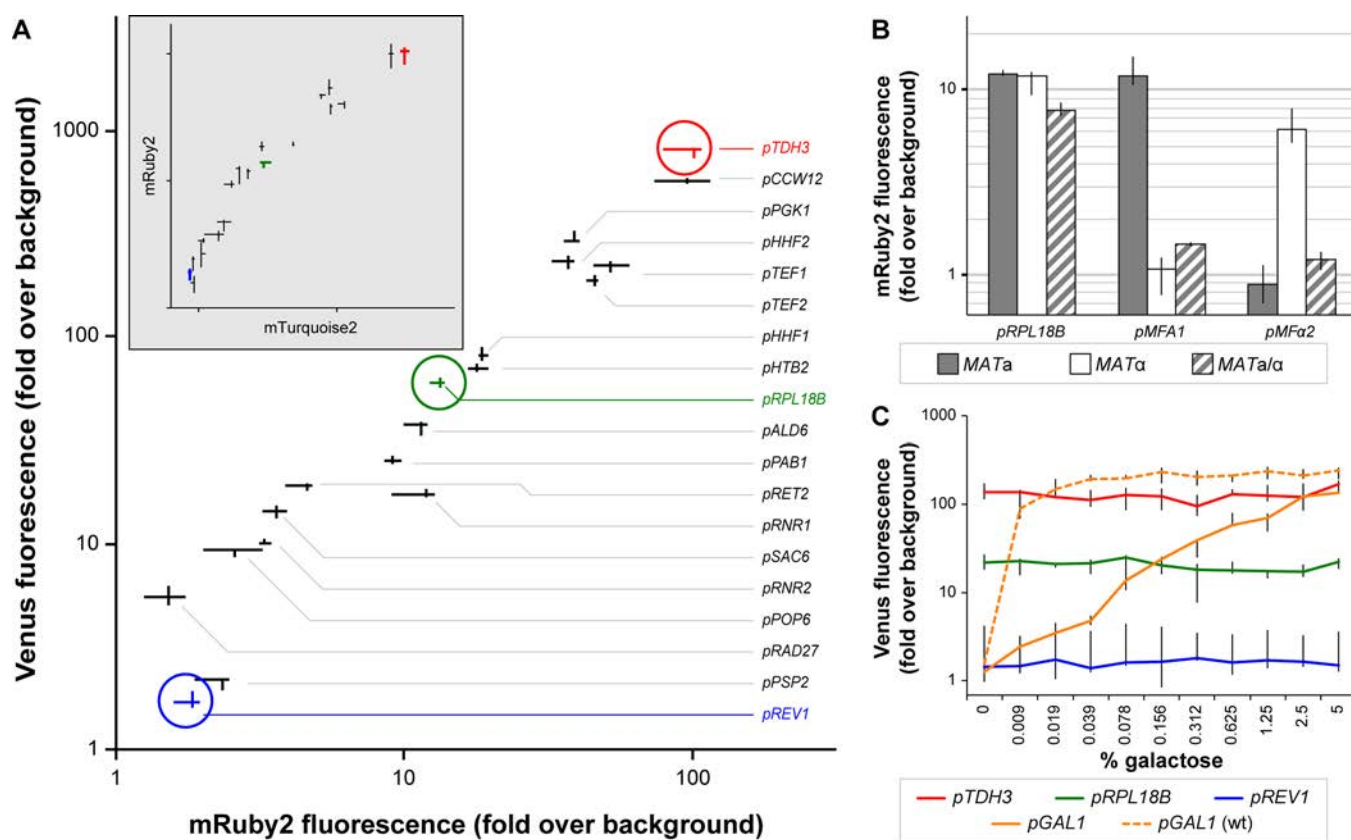 A
Venus fuorescence (fold over background)
1000
100
10
1
1
10
100
mRuby2 fluorescence (fold over background)
mRuby2
mTurquoise2
pTDH3
pCCW12
pPGK1
pHHF2
pTEF1
pTEF2
pHHF1
pHTB2
pRPL18B
pALD6
pPAB1
pRET2
pRNR1
pSAC6
pRNR2
pPOP6
pRAD27
pPSP2
pREV1
B
mRuby2 fluorescence
(fold over background)
10
1
pRPL18B
pMFA1
pMFα2
MATa
MATα
MATa/α
C
Venus fluorescence
(fold over background)
1000
100
10
1
0
0.009
0.019
0.039
0.078
0.156
0.312
0.625
1.25
2.5
5
% galactose
pTDH3
pRPL18B
pREV1
pGAL1
pGAL1 (wt)